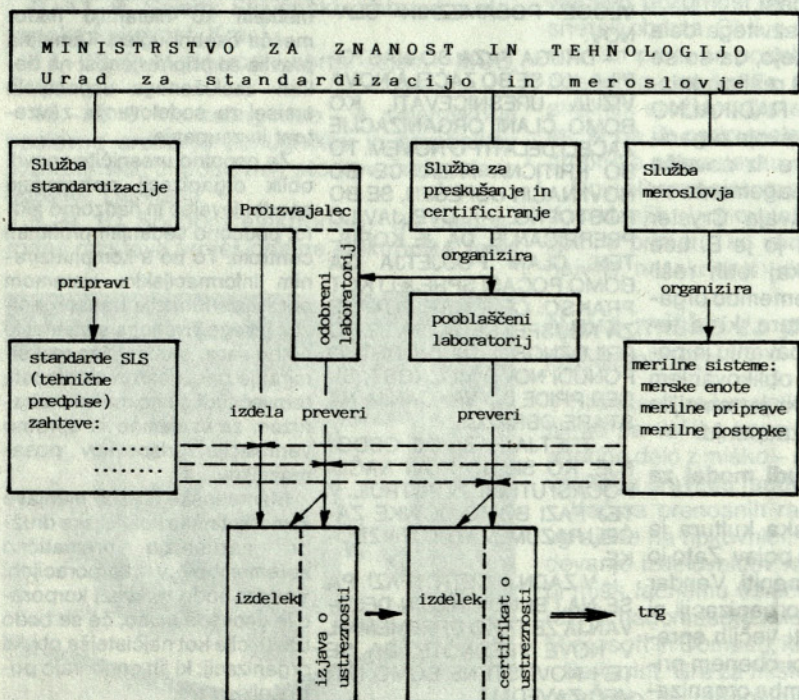 MINISTRSTVO ZA ZNANOST IN TEHNOLOGIJO
Urad za standardizacijo in meroslovje
Služba
standardizacije
Proizvajalec
odobreni
laboratorij
Služba za
preskušanje in
certificiranje
Služba
meroslovja
pripravi
organizira
organizira
pooblaščeni
laboratorij
standarde SLS
(tehnične
predpise)
zahteve:
.......
.......
merilne sisteme:
merske enote
merilne priprave
merilne postopke
izdela
preveri
preveri
izdelek
izjava o
ustreznosti
izdelek
certifikat o
ustreznosti
trg